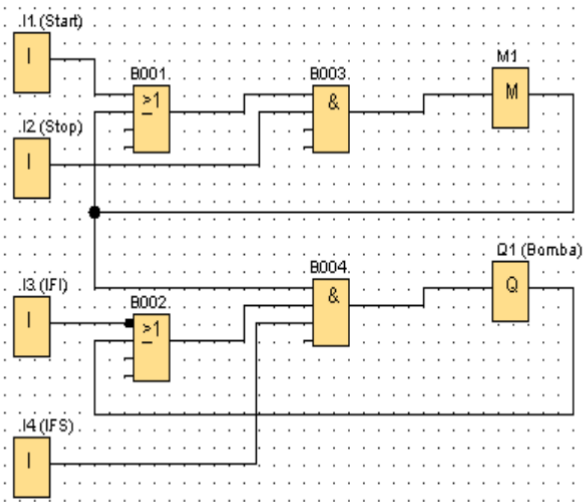 I1 (Start)
I
B001
≥1
B003
&
M1
M
I2 (Stop)
I
Q1 (Bomba)
Q
B004
&
I3 (IFI)
I
B002
≥1
I4 (IFS)
I